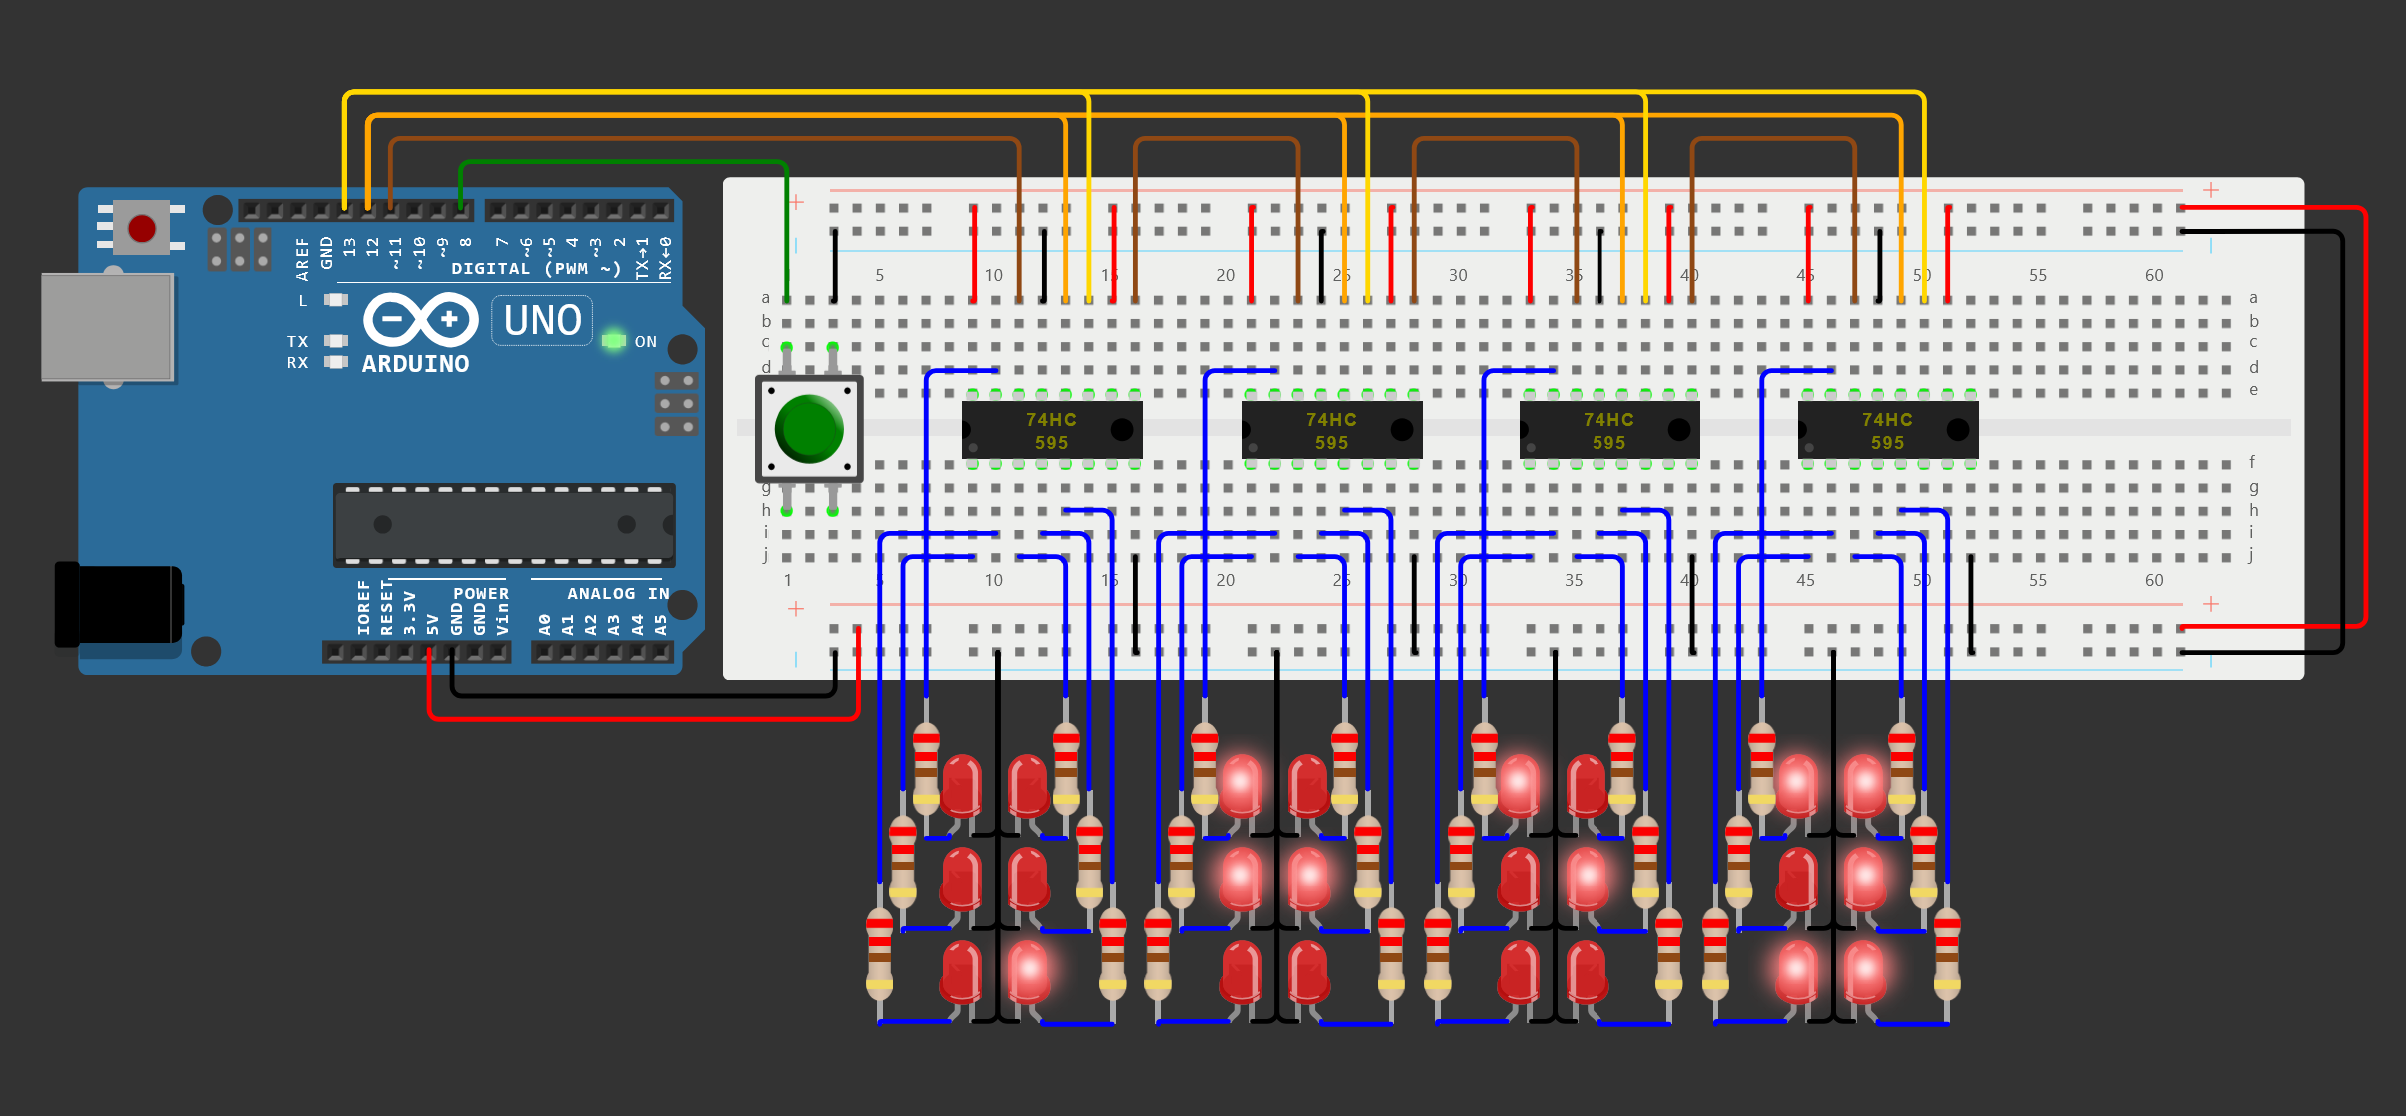 AREF
GND
13
12
~11
~10
~9
8
7
~6
~5
4
~3
2
TX→1
RX←0
DIGITAL (PWM ~)
L
TX
RX
UNO
ON
ARDUINO
IOREF
RESET
3.3V
5V
GND
GND
Vin
POWER
ANALOG IN
A0
A1
A2
A3
A4
A5
+ +
5 10 15 20 25 30 35 40 45 50 55 60
a a
b b
c c
d d
e e
74HC 74HC 74HC 74HC
595 595 595 595
f
g g
h h
i i
j j
1 5 10 15 20 25 30 35 40 45 50 55 60
+ +